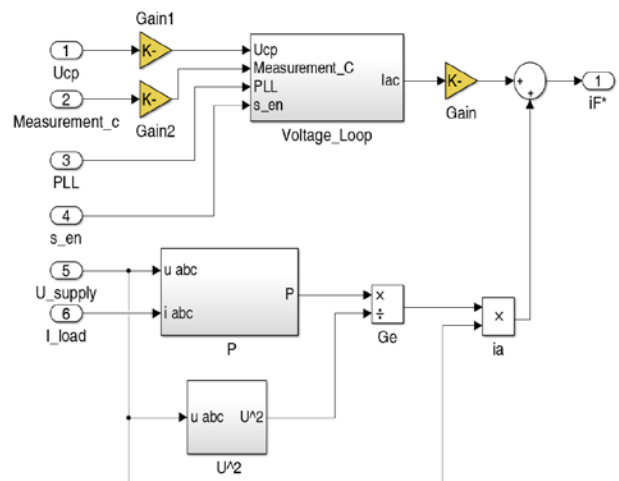 Gain1
1
K-
Ucp
Ucp
2
K-
Measurement_C
Measurement_c
Gain2
PLL
s_en
Iac
Voltage_Loop
K-
Gain
+
+
1
iF*
3
PLL
4
s_en
5
U_supply
6
I_load
u abc
i abc
P
P
×
÷
Ge
×
ia
u abc
U^2
U^2